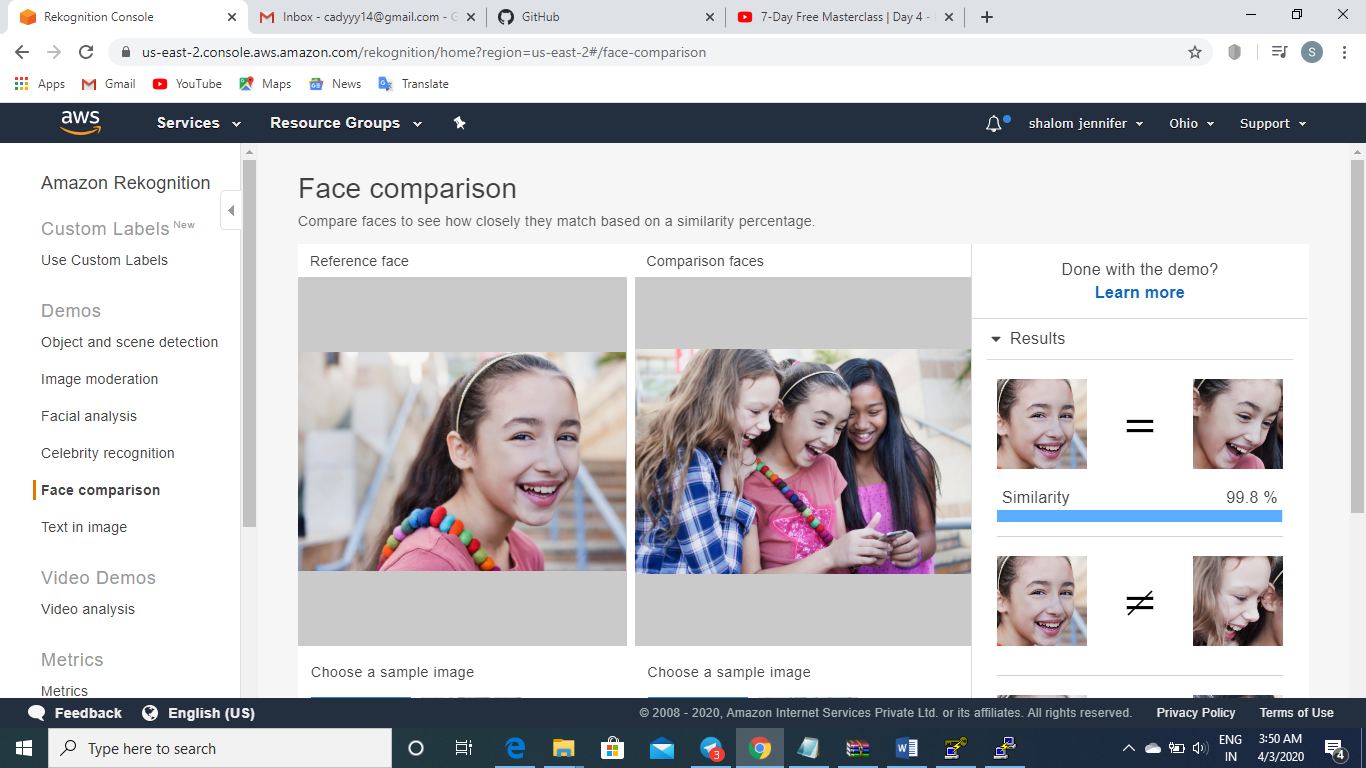 Rekognition Console
Inbox - cadyyy14@gmail.com - G
GitHub
7-Day Free Masterclass | Day 4 -
us-east-2.console.aws.amazon.com/rekognition/home?region=us-east-2#/face-comparison
S
Apps
Gmail
YouTube
Maps
News
Translate
aws
Services
Resource Groups
shalom jennifer
Ohio
Support
Amazon Rekognition
Custom Labels New
Use Custom Labels
Demos
Object and scene detection
Image moderation
Facial analysis
Celebrity recognition
Face comparison
Text in image
Video Demos
Video analysis
Metrics
Metrics
Face comparison
Compare faces to see how closely they match based on a similarity percentage.
Reference face
Comparison faces
Choose a sample image
Choose a sample image
Done with the demo?
Learn more
Results
=
Similarity 99.8 %
≠
Feedback
English (US)
© 2008 - 2020, Amazon Internet Services Private Ltd. or its affiliates. All rights reserved.
Privacy Policy
Terms of Use
Type here to search
3
ENG
IN
3:50 AM
4/3/2020
4